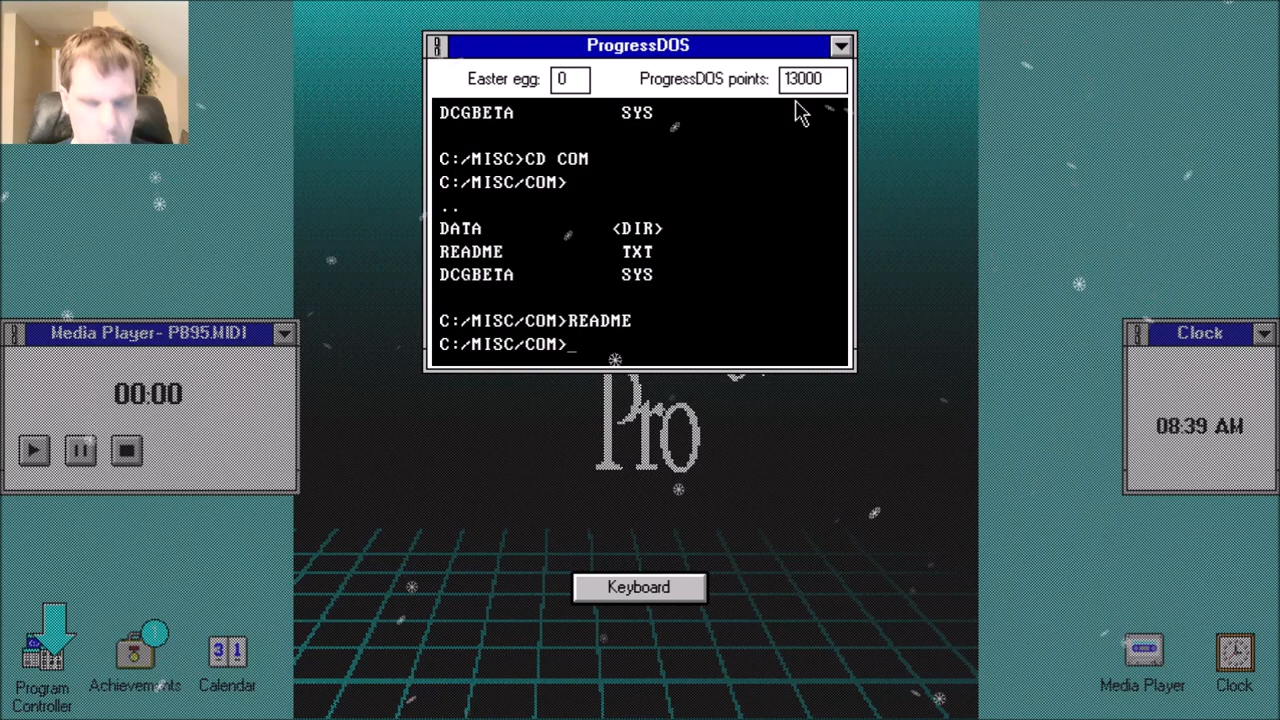 ProgressDOS
Easter egg: 0 ProgressDOS points: 13000
DCGBETA SYS
C:/MISC>CD COM
C:/MISC/COM>
..
DATA <DIR>
README TXT
DCGBETA SYS
C:/MISC/COM>README
C:/MISC/COM>_
Media Player- PB95.MIDI
00:00
Clock
08:39 AM
Pro
Keyboard
Program
Controller
Achievements
31
Calendar
Media Player
Clock